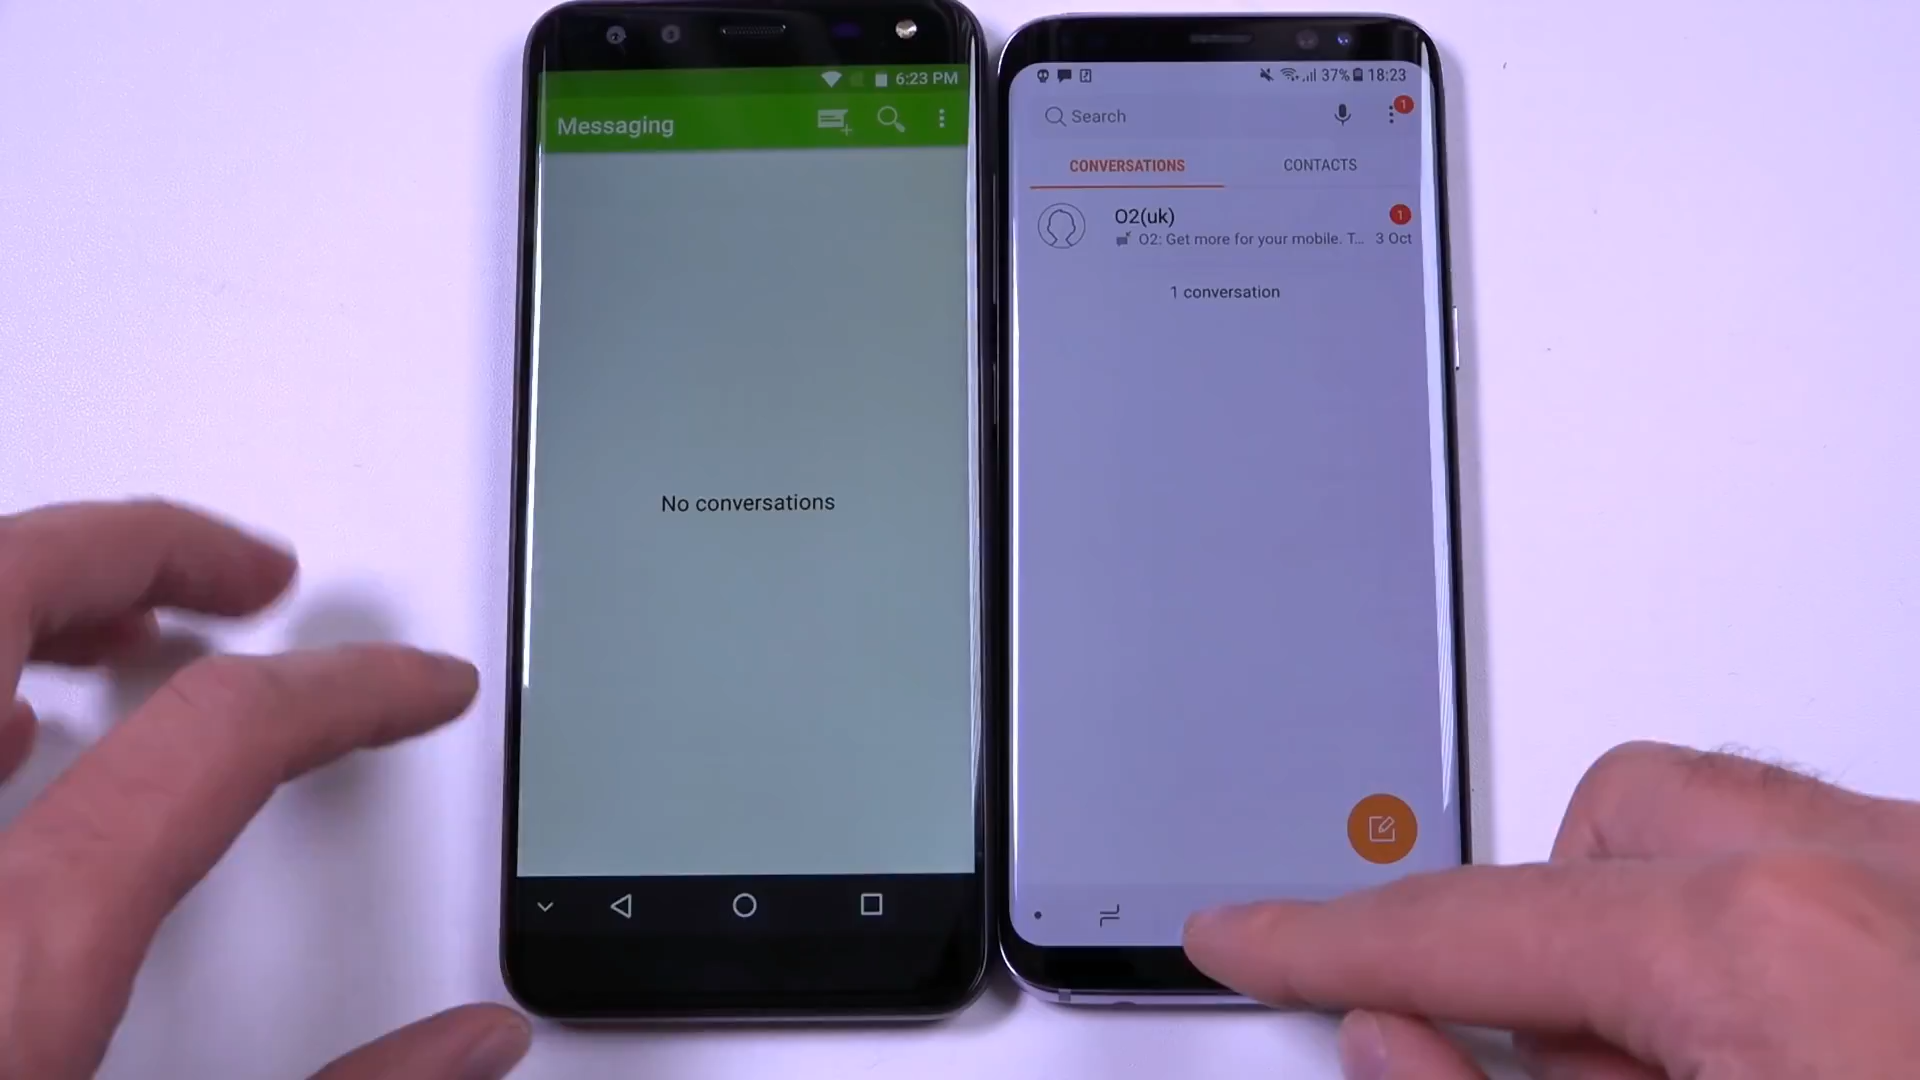 6:23 PM
Messaging
No conversations
37% 18:23
Search
1
CONVERSATIONS CONTACTS
O2(uk)
1
O2: Get more for your mobile. T... 3 Oct
1 conversation